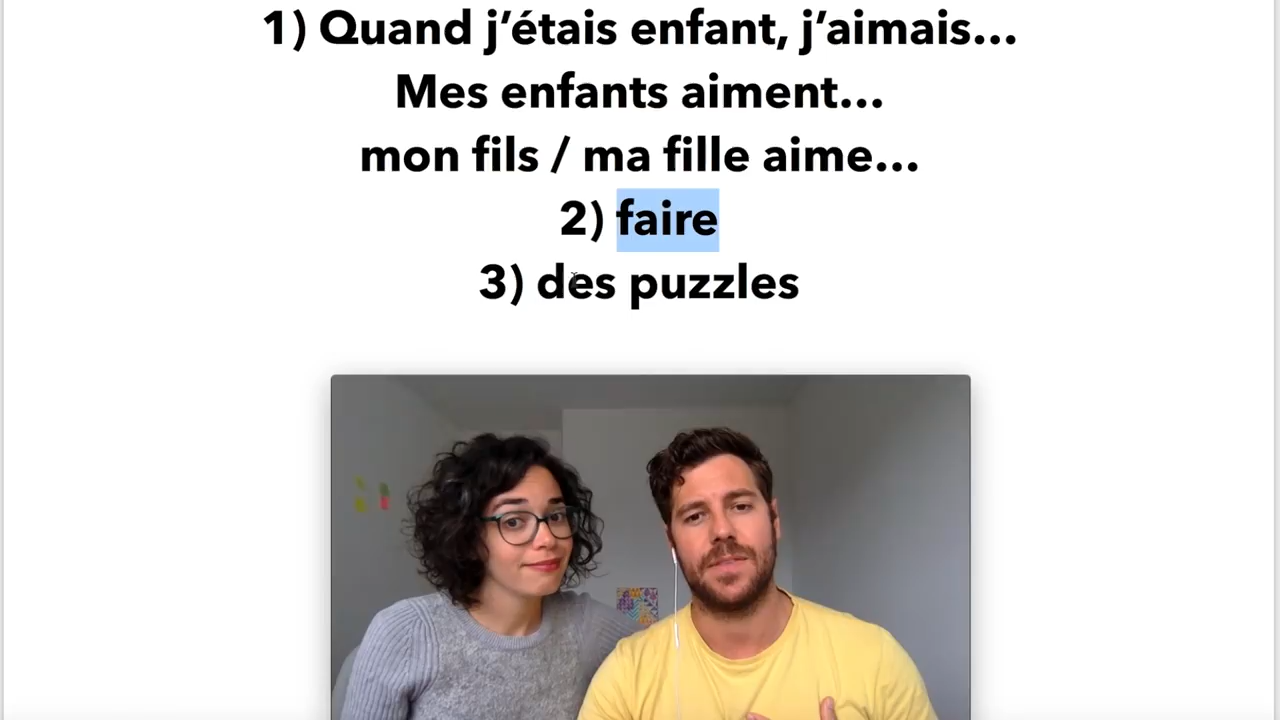 1) Quand j’étais enfant, j’aimais…
Mes enfants aiment…
mon fils / ma fille aime…
2) faire
3) des puzzles